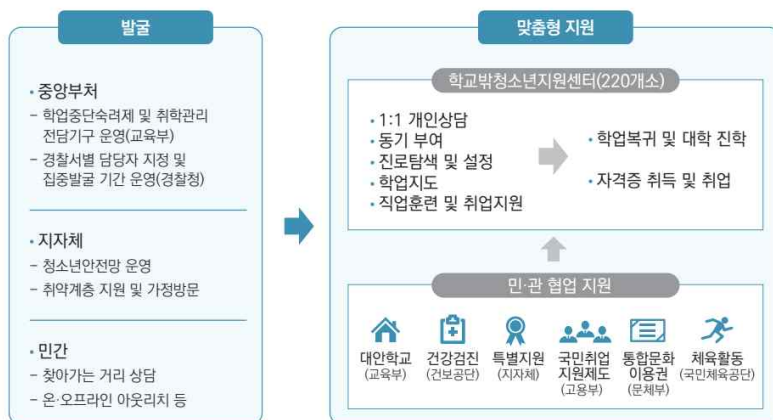 발굴
• 중앙부처
- 학업중단숙려제 및 취학관리
전담기구 운영(교육부)
- 경찰서별 담당자 지정 및
집중발굴 기간 운영(경찰청)
• 지자체
- 청소년안전망 운영
- 취약계층 지원 및 가정방문
• 민간
- 찾아가는 거리 상담
- 온·오프라인 아웃리치 등
맞춤형 지원
학교밖청소년지원센터(220개소)
• 1:1 개인상담
• 동기 부여
• 진로탐색 및 설정
• 학업지도
• 직업훈련 및 취업지원
• 학업복귀 및 대학 진학
• 자격증 취득 및 취업
민·관 협업 지원
대안학교
(교육부)
건강검진
(건보공단)
특별지원
(지자체)
국민취업
지원제도
(고용부)
통합문화
이용권
(문체부)
체육활동
(국민체육공단)